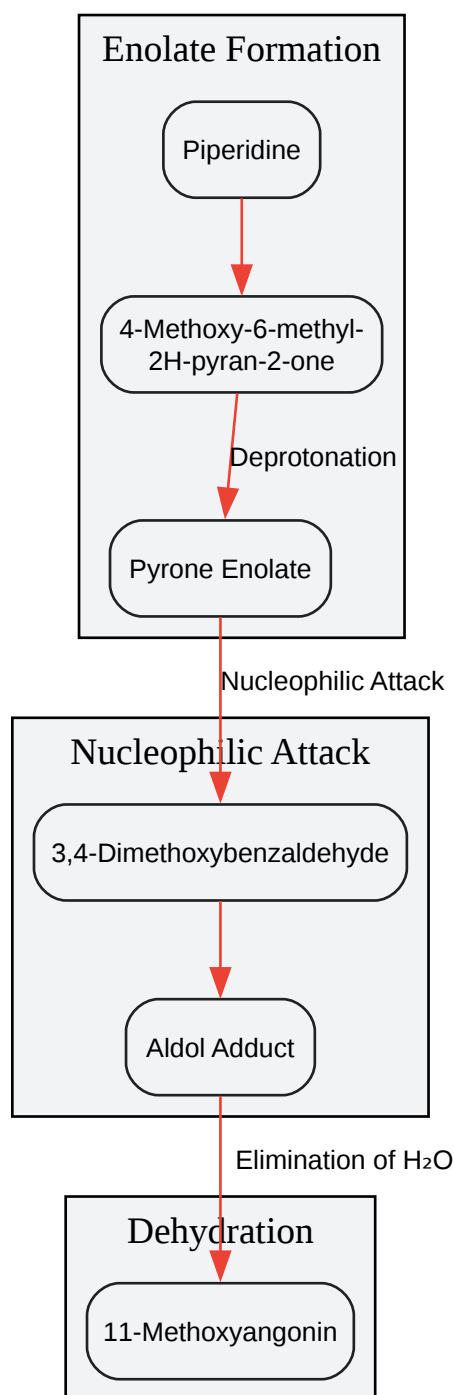 Enolate Formation
Piperidine
4-Methoxy-6-methyl-
2H-pyran-2-one
Deprotonation
Pyrone Enolate
Nucleophilic Attack
Nucleophilic Attack
3,4-Dimethoxybenzaldehyde
Aldol Adduct
Elimination of H₂O
Dehydration
11-Methoxyangonin